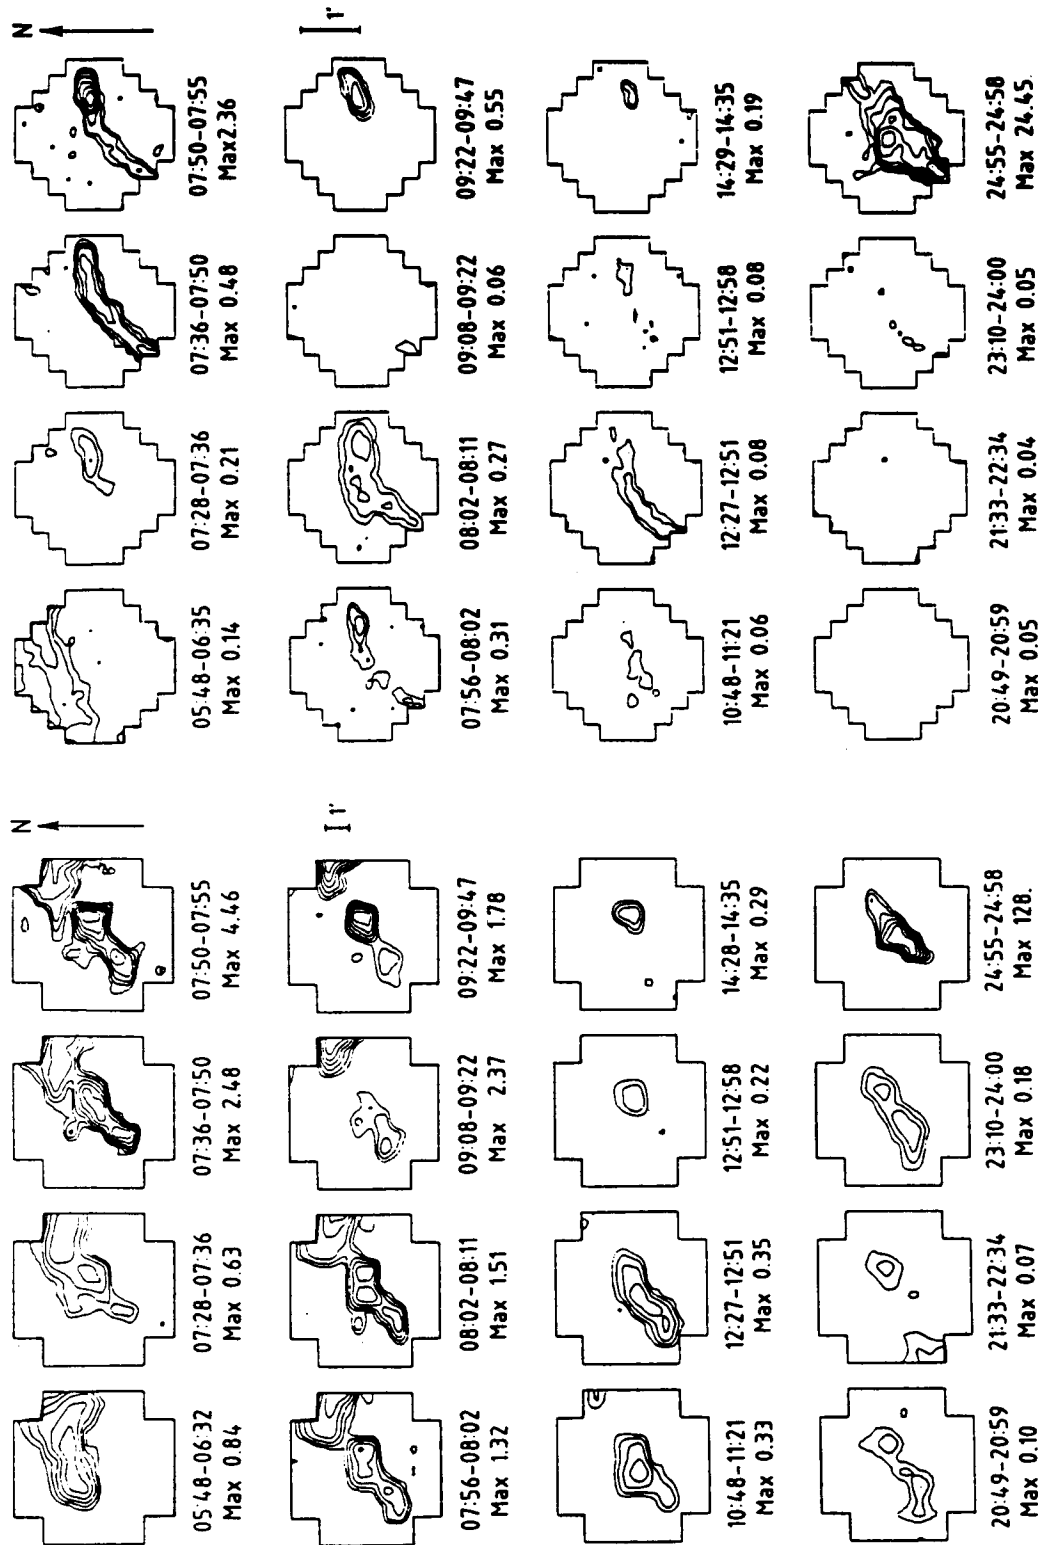 N
05:48-06:32
Max 0.84
07:28-07:36
Max 0.63
07:36-07:50
Max 2.48
07:50-07:55
Max 4.46
1'
07:56-08:02
Max 1.32
08:02-08:11
Max 1.51
09:08-09:22
Max 2.37
09:22-09:47
Max 1.78
10:48-11:21
Max 0.33
12:27-12:51
Max 0.35
12:51-12:58
Max 0.22
14:28-14:35
Max 0.29
20:49-20:59
Max 0.10
21:33-22:34
Max 0.07
23:10-24:00
Max 0.18
24:55-24:58
Max 128.
N
05:48-06:35
Max 0.14
07:28-07:36
Max 0.21
07:36-07:50
Max 0.48
07:50-07:55
Max2.36
1'
07:56-08:02
Max 0.31
08:02-08:11
Max 0.27
09:08-09:22
Max 0.06
09:22-09:47
Max 0.55
10:48-11:21
Max 0.06
12:27-12:51
Max 0.08
12:51-12:58
Max 0.08
14:29-14:35
Max 0.19
20:49-20:59
Max 0.05
21:33-22:34
Max 0.04
23:10-24:00
Max 0.05
24:55-24:58
Max 24.45.